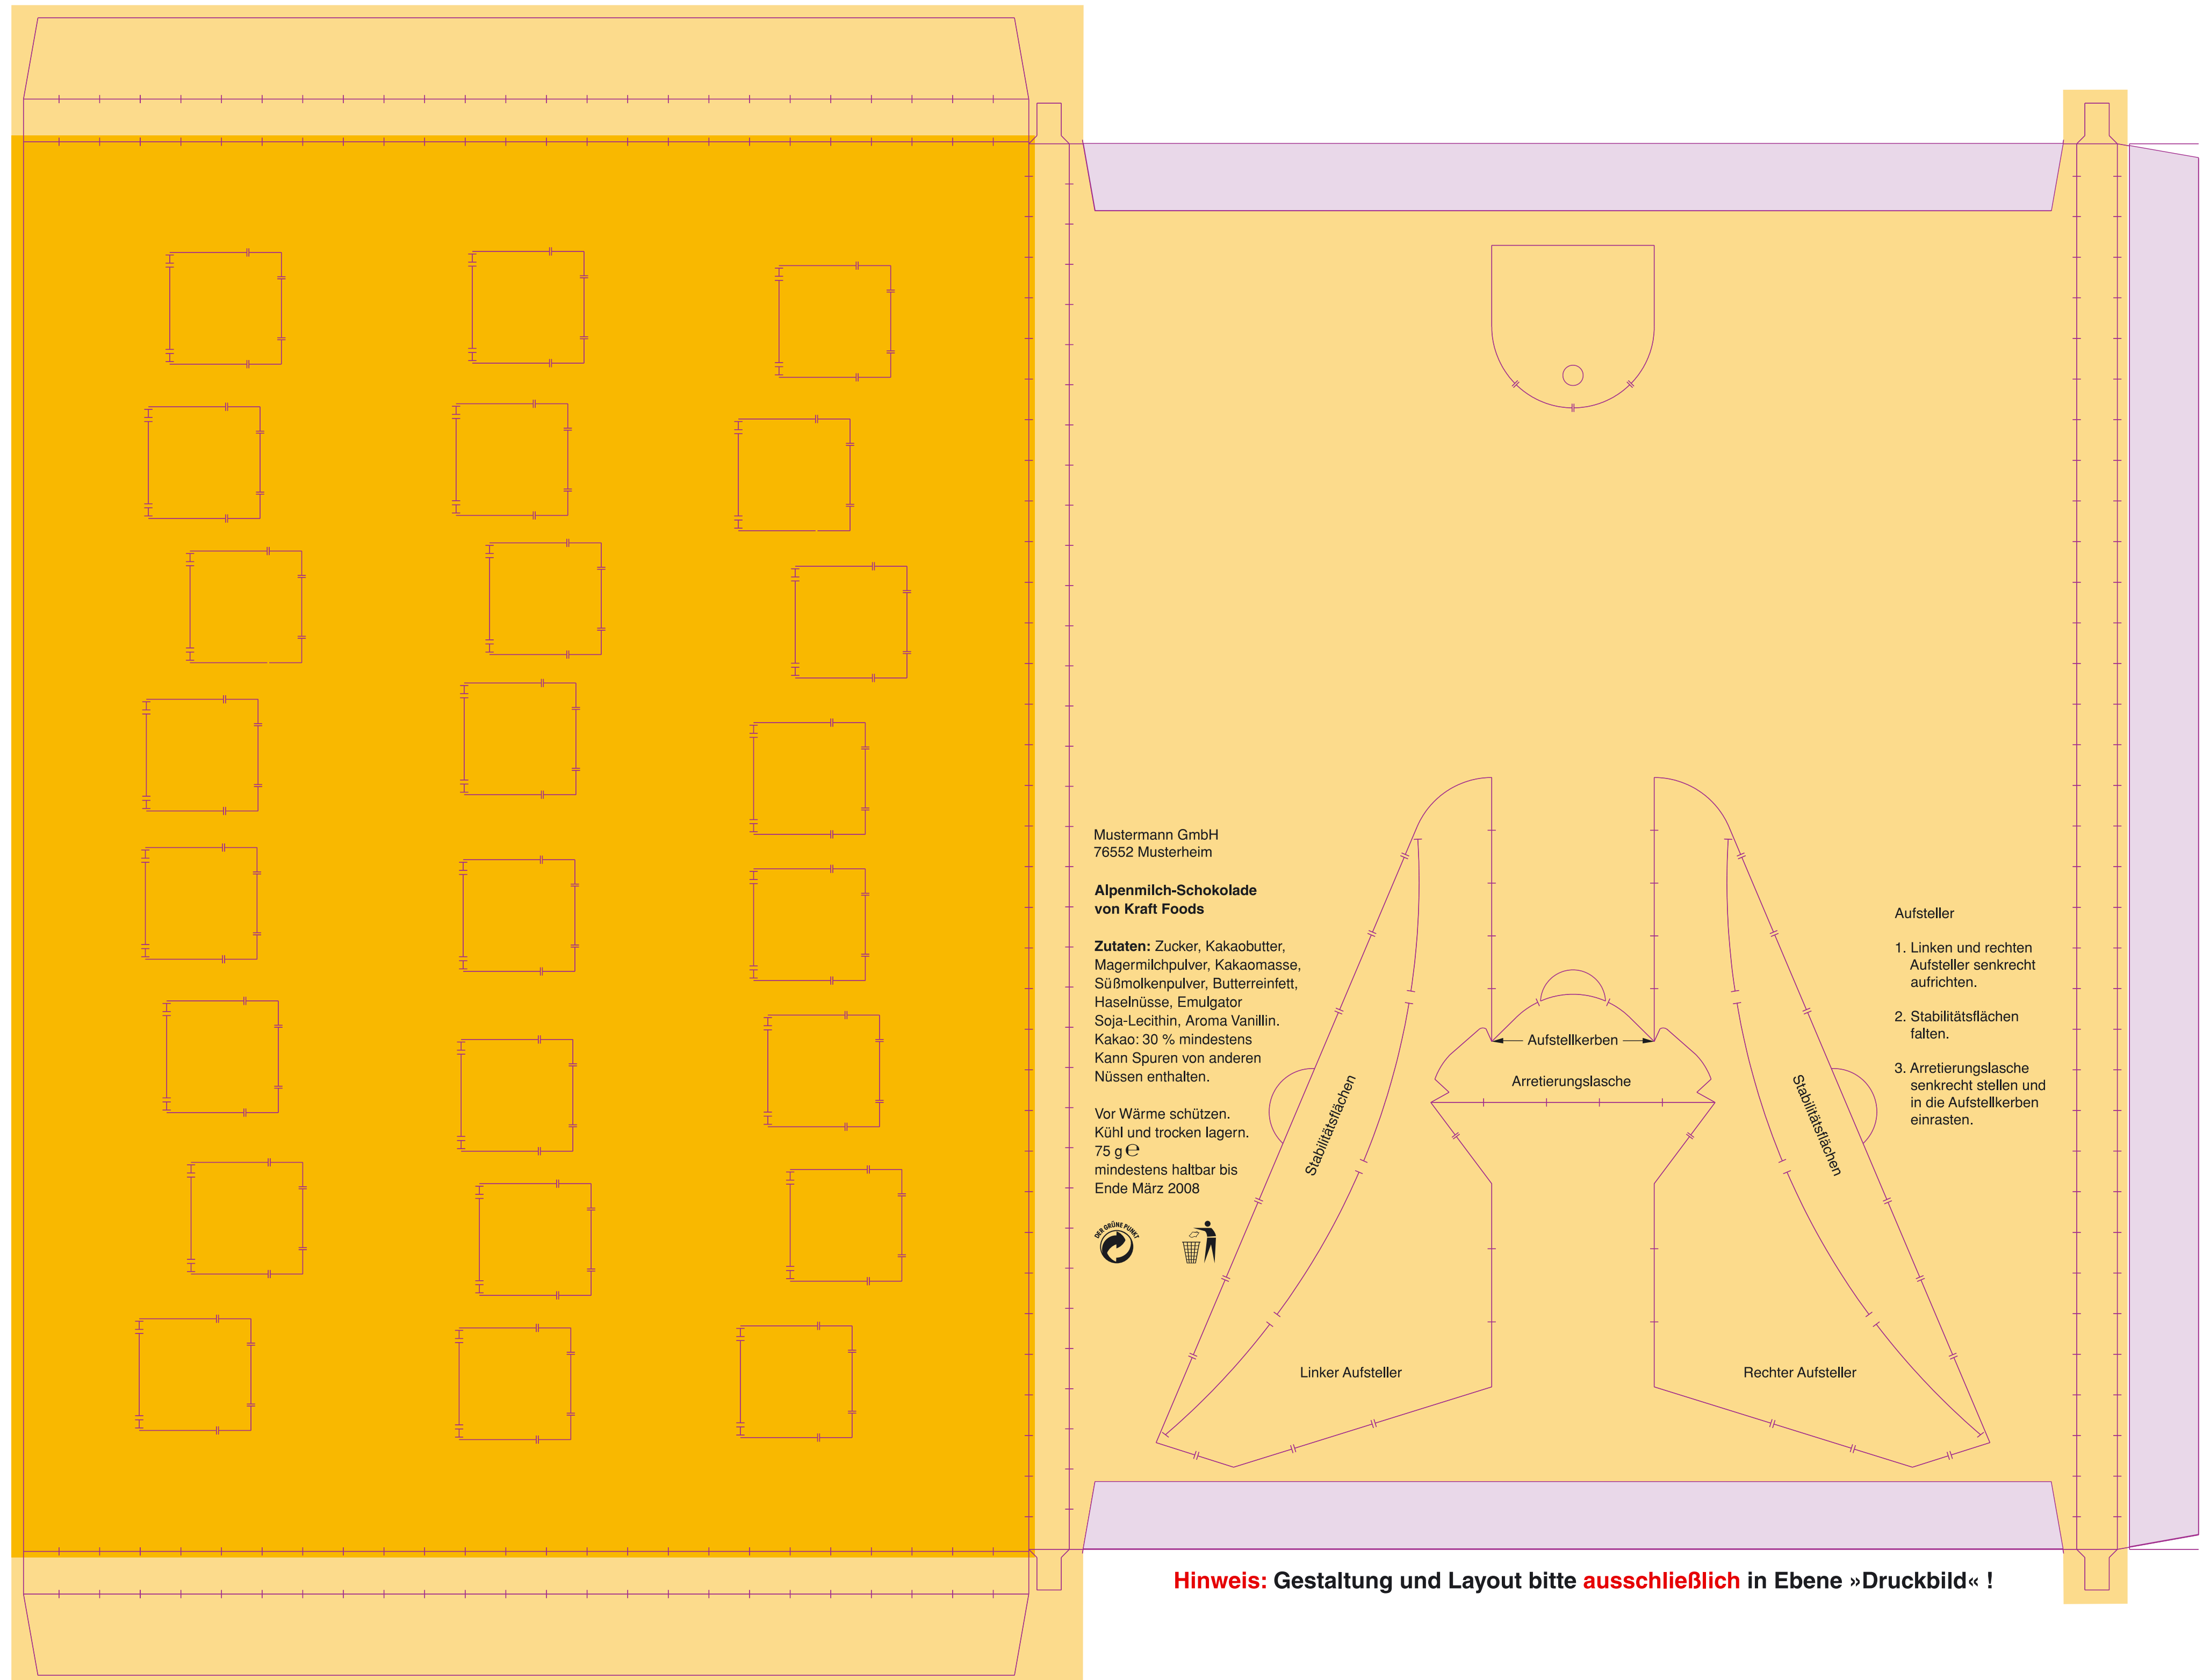 Mustermann GmbH
76552 Musterheim
Alpenmilch-Schokolade
von Kraft Foods
Zutaten: Zucker, Kakaobutter,
Magermilchpulver, Kakaomasse,
Süßmolkenpulver, Butterreinfett,
Haselnüsse, Emulgator
Soja-Lecithin, Aroma Vanillin.
Kakao: 30 % mindestens
Kann Spuren von anderen
Nüssen enthalten.
Vor Wärme schützen.
Kühl und trocken lagern.
75 g ℮
mindestens haltbar bis
Ende März 2008
DER GRÜNE PUNKT
Stabilitätsflächen
Aufstellkerben
Arretierungslasche
Stabilitätsflächen
Linker Aufsteller
Rechter Aufsteller
Aufsteller
1. Linken und rechten
Aufsteller senkrecht
aufrichten.
2. Stabilitätsflächen
falten.
3. Arretierungslasche
senkrecht stellen und
in die Aufstellkerben
einrasten.
Hinweis: Gestaltung und Layout bitte ausschließlich in Ebene »Druckbild« !